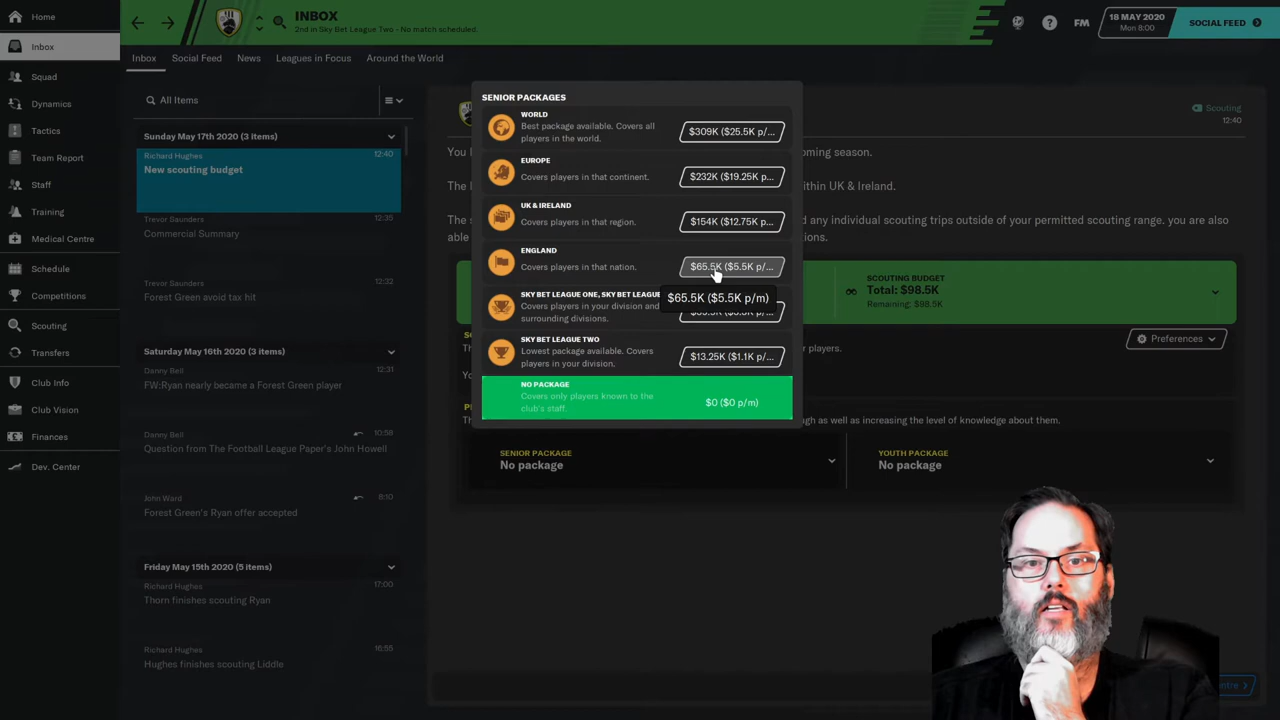 Home
Inbox
Squad
Dynamics
Tactics
Team Report
Staff
Training
Medical Centre
Schedule
Competitions
Scouting
Transfers
Club Info
Club Vision
Finances
Dev. Center
INBOX
2nd in Sky Bet League Two - No match scheduled.
FM
18 MAY 2020
Mon 8:00
SOCIAL FEED
Inbox
Social Feed
News
Leagues in Focus
Around the World
All Items
Sunday May 17th 2020 (3 items)
Richard Hughes
12:40
New scouting budget
Trevor Saunders
12:35
Commercial Summary
Trevor Saunders
Forest Green avoid tax hit
Saturday May 16th 2020 (3 items)
Danny Bell
12:31
FW:Ryan nearly became a Forest Green player
Danny Bell
10:58
Question from The Football League Paper's John Howell
John Ward
8:10
Forest Green's Ryan offer accepted
Friday May 15th 2020 (5 items)
Richard Hughes
17:00
Thorn finishes scouting Ryan
Richard Hughes
16:55
Hughes finishes scouting Liddle
SENIOR PACKAGES
WORLD
Best package available. Covers all
players in the world.
$309K ($25.5K p/...
EUROPE
Covers players in that continent.
$232K ($19.25K p...
UK & IRELAND
Covers players in that region.
$154K ($12.75K p/...
ENGLAND
Covers players in that nation.
$65.5K ($5.5K p/...
$65.5K ($5.5K p/m)
SKY BET LEAGUE ONE, SKY BET LEAGUE
Covers players in your division and
surrounding divisions.
SKY BET LEAGUE TWO
Lowest package available. Covers
players in your division.
$13.25K ($1.1K p/...
NO PACKAGE
Covers only players known to the
club's staff.
$0 ($0 p/m)
Scouting
12:40
You
oming season.
The
ithin UK & Ireland.
The
d any individual scouting trips outside of your permitted scouting range. you are also
able
ions.
SCOUTING BUDGET
Total: $98.5K
Remaining: $98.5K
Preferences
r players.
ough as well as increasing the level of knowledge about them.
SENIOR PACKAGE
No package
YOUTH PACKAGE
No package
ntre